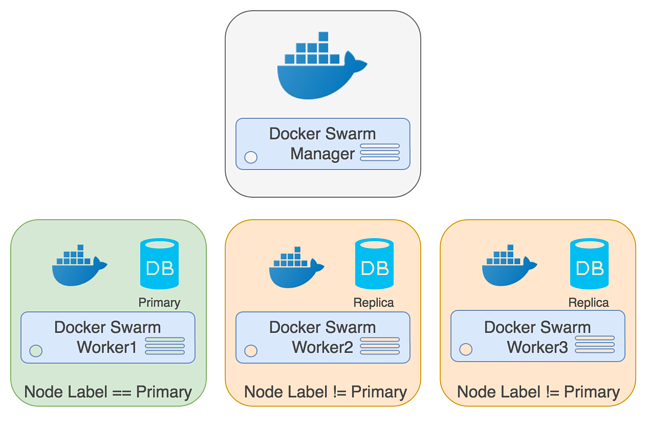 Docker Swarm
Manager
DB
Primary
Docker Swarm
Worker1
Node Label == Primary
DB
Replica
Docker Swarm
Worker2
Node Label != Primary
DB
Replica
Docker Swarm
Worker3
Node Label != Primary